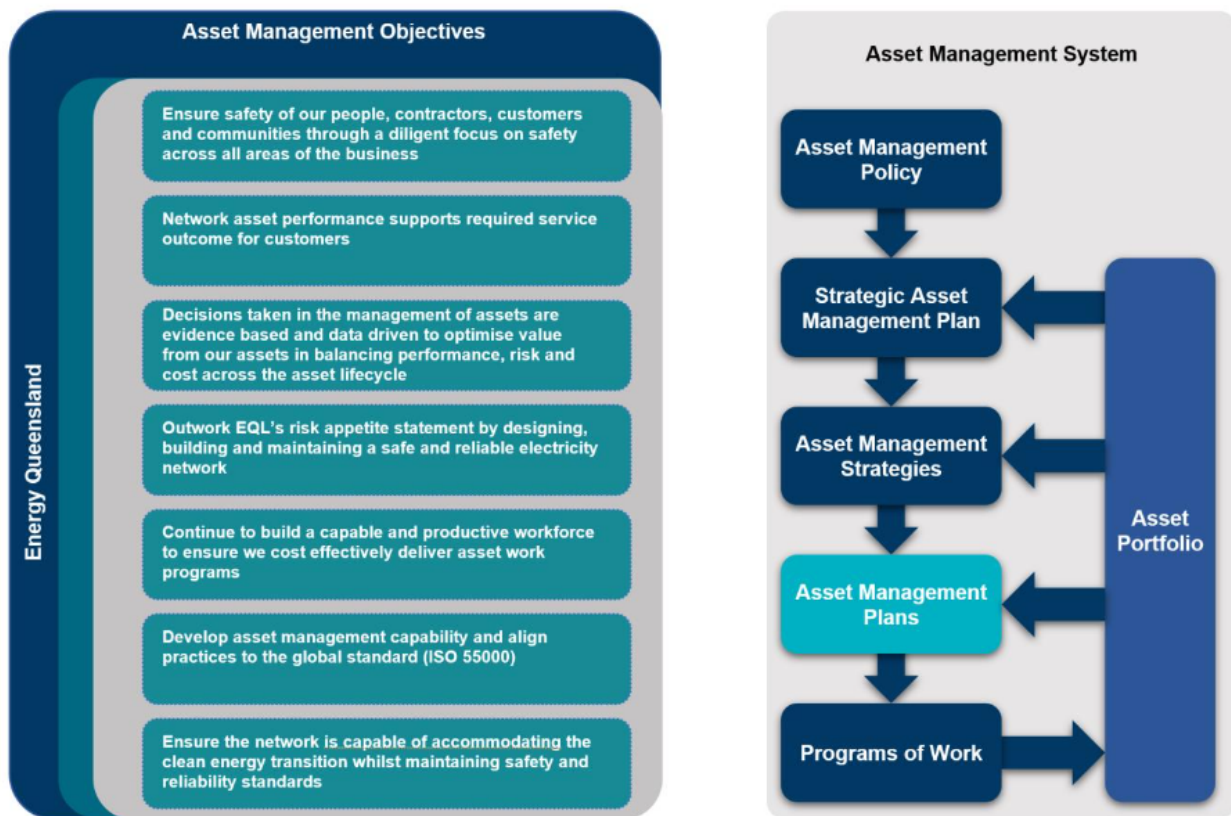 Asset Management Objectives
Energy Queensland
Ensure safety of our people, contractors, customers
and communities through a diligent focus on safety
across all areas of the business
Network asset performance supports required service
outcome for customers
Decisions taken in the management of assets are
evidence based and data driven to optimise value
from our assets in balancing performance, risk and
cost across the asset lifecycle
Outwork EQL's risk appetite statement by designing,
building and maintaining a safe and reliable electricity
network
Continue to build a capable and productive workforce
to ensure we cost effectively deliver asset work
programs
Develop asset management capability and align
practices to the global standard (ISO 55000)
Ensure the network is capable of accommodating the
clean energy transition whilst maintaining safety and
reliability standards
Asset Management System
Asset Management
Policy
Strategic Asset
Management Plan
Asset Management
Strategies
Asset Management
Plans
Programs of Work
Asset
Portfolio